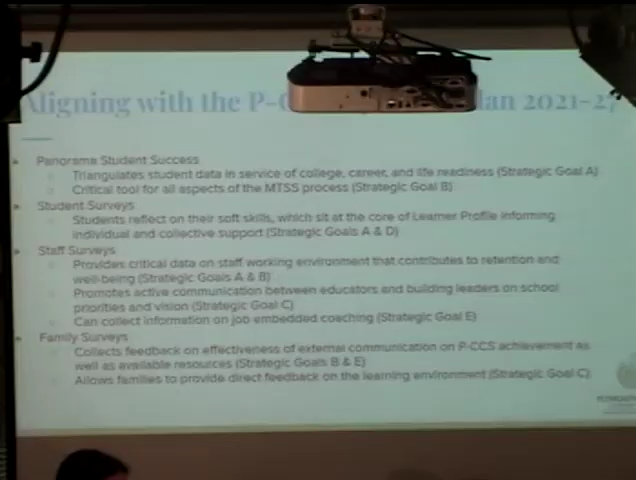 Aligning with the P-C lan 2021-27
Panorama Student Success
Triangulates student data in service of college, career, and life readiness (Strategic Goal A)
Critical tool for all aspects of the MTSS process (Strategic Goal B)
Student Surveys
Students reflect on their soft skills, which sit at the core of Learner Profile informing
individual and collective support (Strategic Goals A & D)
Staff Surveys
Provides critical data on staff working environment that contributes to retention and
well-being (Strategic Goals A & B)
Promotes active communication between educators and building leaders on school
priorities and vision (Strategic Goal C)
Can collect information on job embedded coaching (Strategic Goal E)
Family Surveys
Collects feedback on effectiveness of external communication on P-CCS achievement as
well as available resources (Strategic Goals B & E)
Allows families to provide direct feedback on the learning environment (Strategic Goal C)